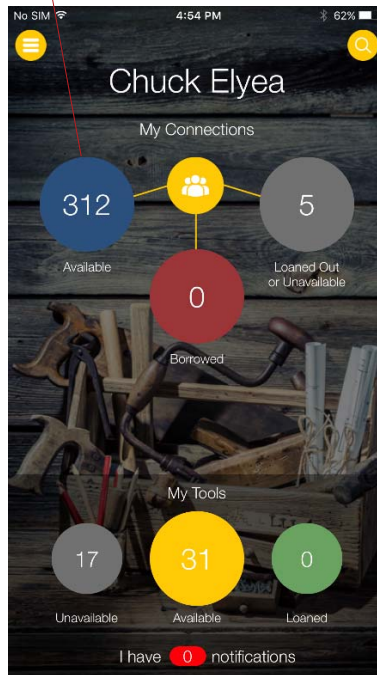 No SIM 4:54 PM 62%
Chuck Elyea
My Connections
312
5
Available
Loaned Out
or Unavailable
0
Borrowed
My Tools
17
31
0
Unavailable
Available
Loaned
I have 0 notifications